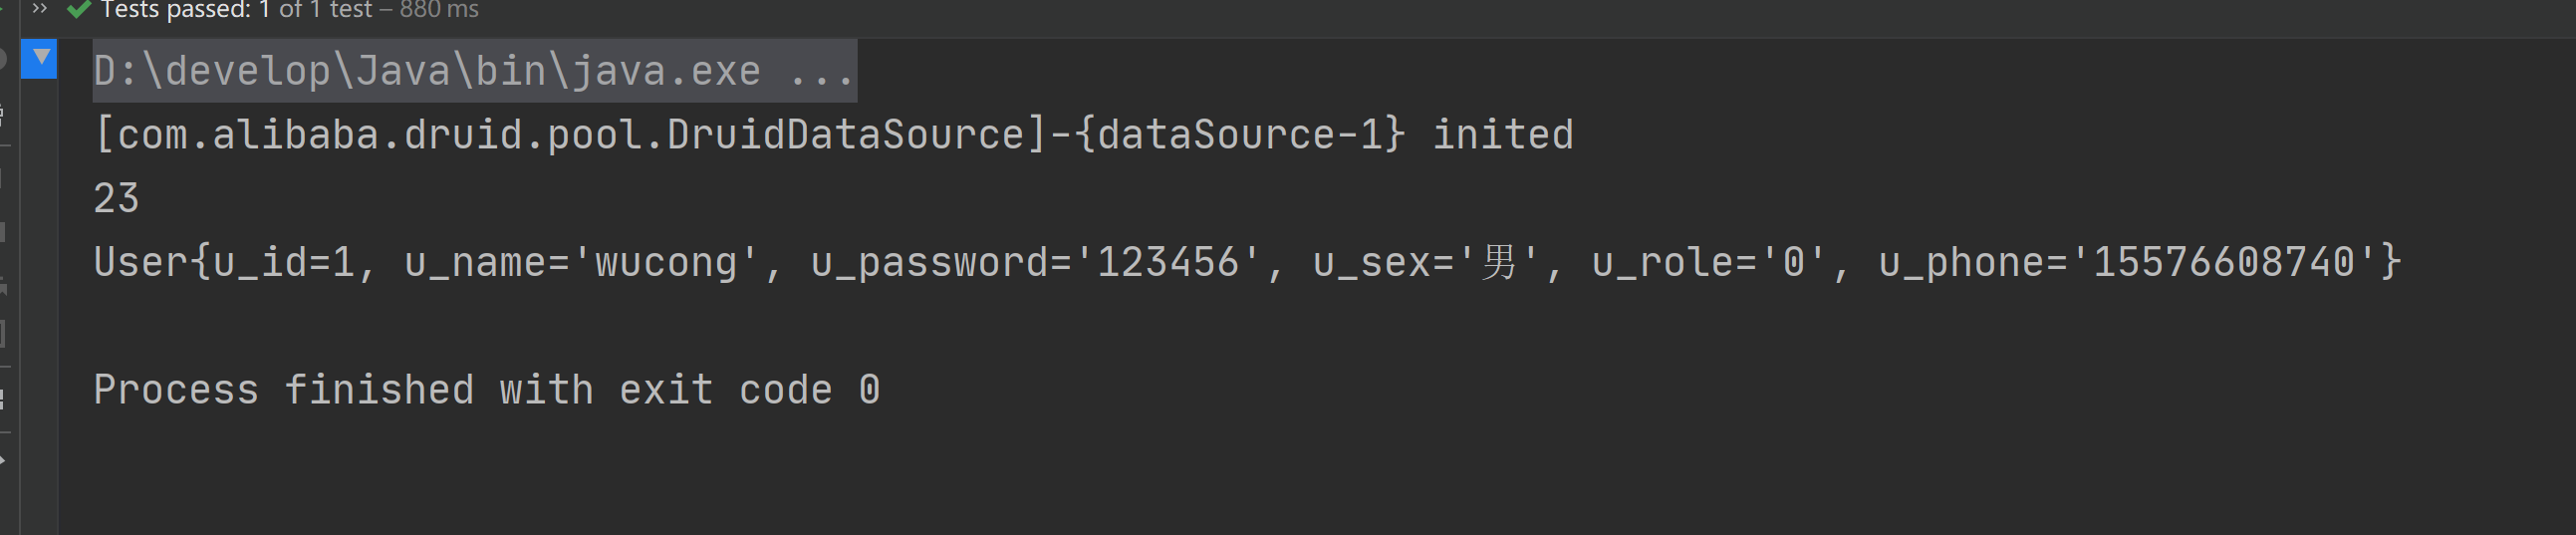 Tests passed: 1 of 1 test – 880 ms
D:\develop\Java\bin\java.exe ...
[com.alibaba.druid.pool.DruidDataSource]-{dataSource-1} inited
23
User{u_id=1, u_name='wucong', u_password='123456', u_sex='男', u_role='0', u_phone='15576608740'}
Process finished with exit code 0